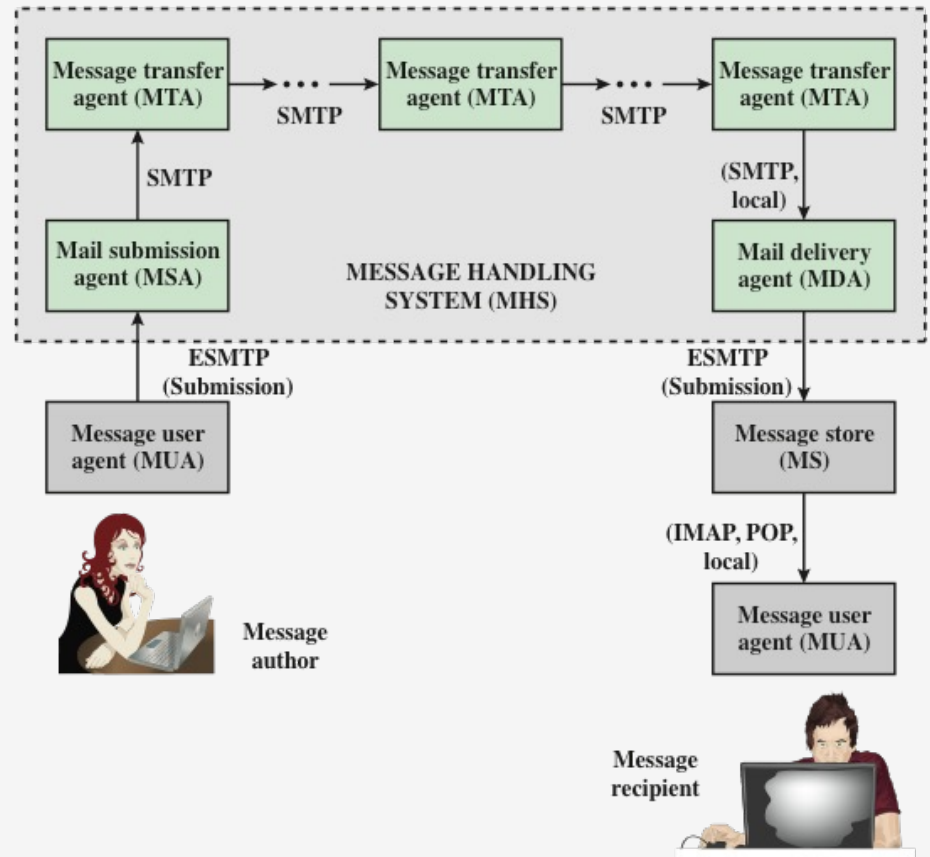 Message transfer
agent (MTA)
SMTP
Message transfer
agent (MTA)
SMTP
Message transfer
agent (MTA)
SMTP
(SMTP,
local)
Mail submission
agent (MSA)
MESSAGE HANDLING
SYSTEM (MHS)
Mail delivery
agent (MDA)
ESMTP
(Submission)
ESMTP
(Submission)
Message user
agent (MUA)
Message store
(MS)
(IMAP, POP,
local)
Message
author
Message user
agent (MUA)
Message
recipient